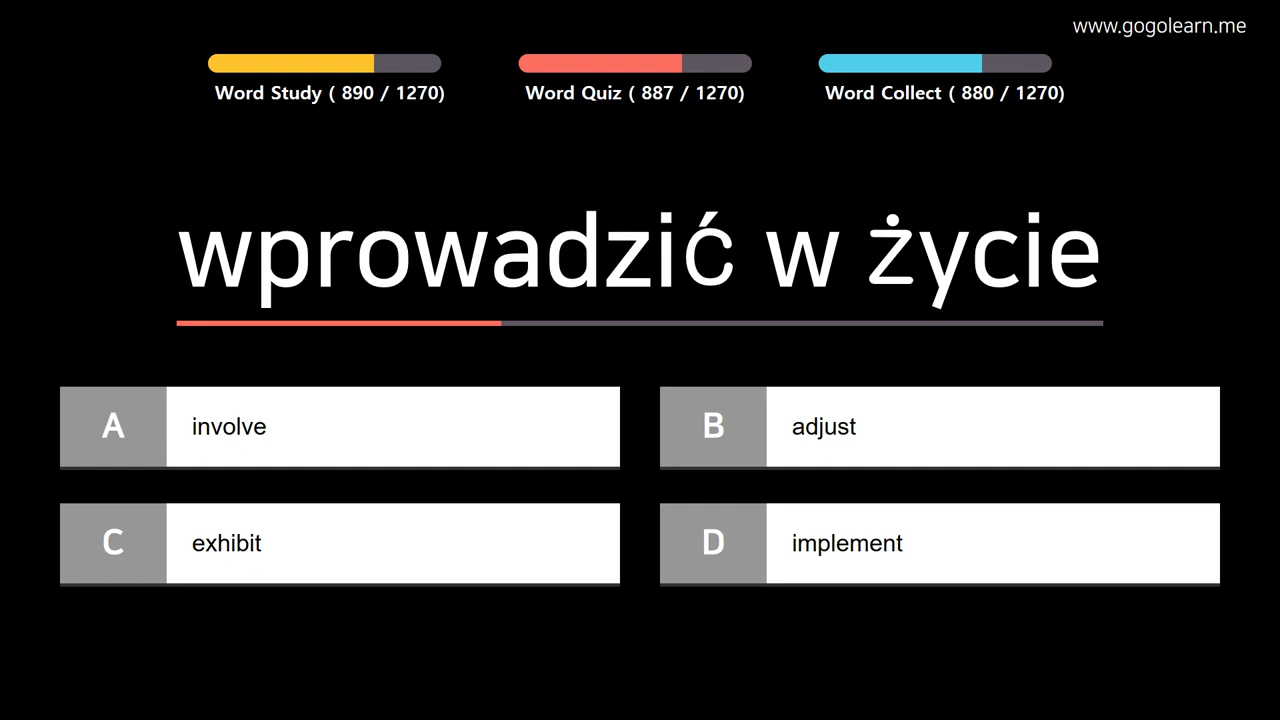 www.gogolearn.me
Word Study ( 890 / 1270)
Word Quiz ( 887 / 1270)
Word Collect ( 880 / 1270)
wprowadzić w życie
A involve
B adjust
C exhibit
D implement